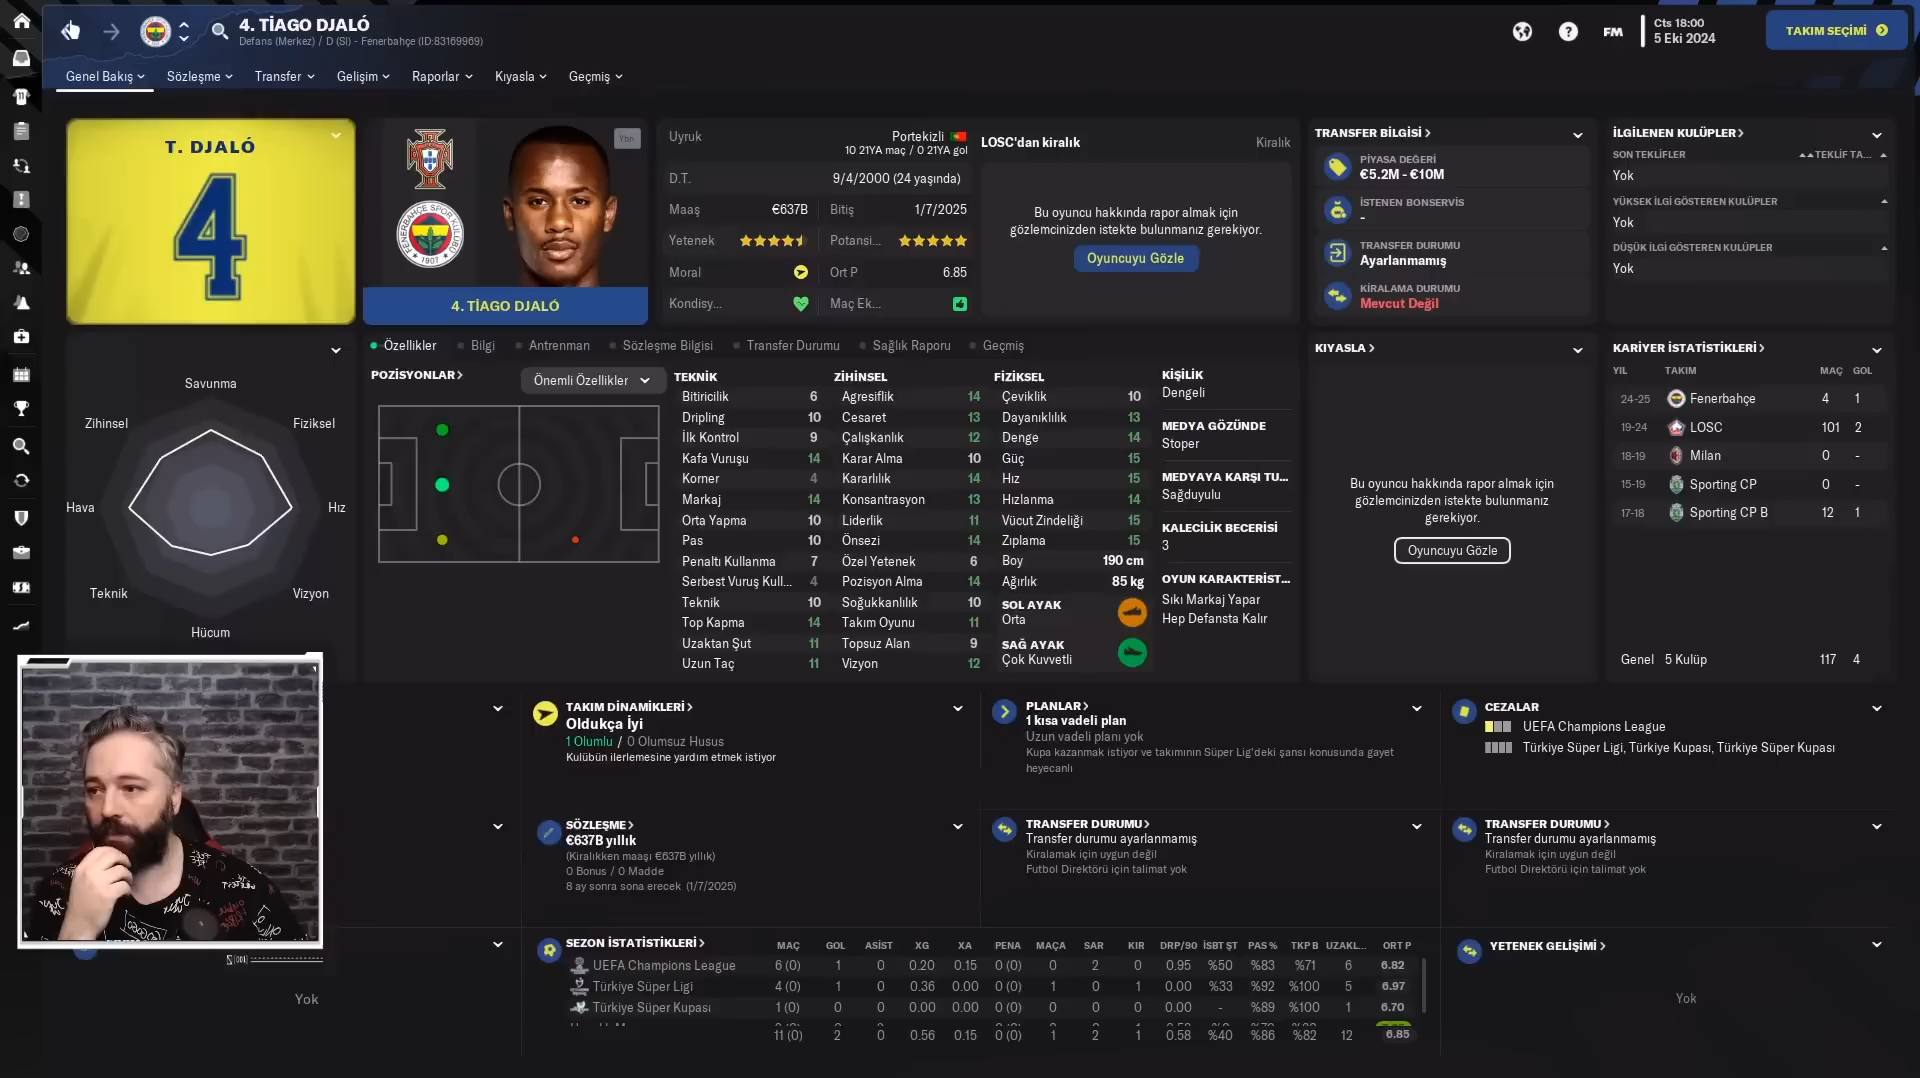 4. TİAGO DJALÓ
Defans (Merkez) / D (Sl) - Fenerbahçe (ID:83169969)
FM
Cts 18:00
5 Eki 2024
TAKIM SEÇİMİ
Genel Bakış
Sözleşme
Transfer
Gelişim
Raporlar
Kıyasla
Geçmiş
T. DJALÓ
4
FENERBAHÇE SPOR KULÜBÜ
1907
Ybn
4. TİAGO DJALÓ
Uyruk
Portekizli
10 21YA maç / 0 21YA gol
D.T.
9/4/2000 (24 yaşında)
Maaş
€637B
Bitiş
1/7/2025
Yetenek
Potansi...
Moral
Ort P
6.85
Kondisy...
Maç Ek...
LOSC'dan kiralık
Kiralık
Bu oyuncu hakkında rapor almak için
gözlemcinizden istekte bulunmanız gerekiyor.
Oyuncuyu Gözle
TRANSFER BİLGİSİ
PİYASA DEĞERİ
€5.2M - €10M
İSTENEN BONSERVİS
-
TRANSFER DURUMU
Ayarlanmamış
KİRALAMA DURUMU
Mevcut Değil
İLGİLENEN KULÜPLER
SON TEKLİFLER
TEKLİF TA...
Yok
YÜKSEK İLGİ GÖSTEREN KULÜPLER
Yok
DÜŞÜK İLGİ GÖSTEREN KULÜPLER
Yok
Savunma
Zihinsel
Fiziksel
Hava
Hız
Teknik
Vizyon
Hücum
Özellikler
Bilgi
Antrenman
Sözleşme Bilgisi
Transfer Durumu
Sağlık Raporu
Geçmiş
POZİSYONLAR
Önemli Özellikler
TEKNİK
Bitiricilik 6
Dripling 10
İlk Kontrol 9
Kafa Vuruşu 14
Korner 4
Markaj 14
Orta Yapma 10
Pas 10
Penaltı Kullanma 7
Serbest Vuruş Kull... 4
Teknik 10
Top Kapma 14
Uzaktan Şut 11
Uzun Taç 11
ZİHİNSEL
Agresiflik 14
Cesaret 13
Çalışkanlık 12
Karar Alma 10
Kararlılık 14
Konsantrasyon 13
Liderlik 11
Önsezi 14
Özel Yetenek 6
Pozisyon Alma 14
Soğukkanlılık 10
Takım Oyunu 11
Topsuz Alan 9
Vizyon 12
FİZİKSEL
Çeviklik 10
Dayanıklılık 13
Denge 14
Güç 15
Hız 15
Hızlanma 14
Vücut Zindeliği 15
Zıplama 15
Boy 190 cm
Ağırlık 85 kg
SOL AYAK
Orta
SAĞ AYAK
Çok Kuvvetli
KİŞİLİK
Dengeli
MEDYA GÖZÜNDE
Stoper
MEDYAYA KARŞI TU...
Sağduyulu
KALECİLİK BECERİSİ
3
OYUN KARAKTERİST...
Sıkı Markaj Yapar
Hep Defansta Kalır
KIYASLA
Bu oyuncu hakkında rapor almak için
gözlemcinizden istekte bulunmanız
gerekiyor.
Oyuncuyu Gözle
KARİYER İSTATİSTİKLERİ
YIL TAKIM MAÇ GOL
24-25 Fenerbahçe 4 1
19-24 LOSC 101 2
18-19 Milan 0 -
15-19 Sporting CP 0 -
17-18 Sporting CP B 12 1
Genel 5 Kulüp 117 4
TAKIM DİNAMİKLERİ
Oldukça İyi
1 Olumlu / 0 Olumsuz Husus
Kulübün ilerlemesine yardım etmek istiyor
PLANLAR
1 kısa vadeli plan
Uzun vadeli planı yok
Kupa kazanmak istiyor ve takımının Süper Lig'deki şansı konusunda gayet
heyecanlı
CEZALAR
UEFA Champions League
Türkiye Süper Ligi, Türkiye Kupası, Türkiye Süper Kupası
SÖZLEŞME
€637B yıllık
(Kiralıkken maaşı €637B yıllık)
0 Bonus / 0 Madde
8 ay sonra sona erecek (1/7/2025)
TRANSFER DURUMU
Transfer durumu ayarlanmamış
Kiralamak için uygun değil
Futbol Direktörü için talimat yok
TRANSFER DURUMU
Transfer durumu ayarlanmamış
Kiralamak için uygun değil
Futbol Direktörü için talimat yok
Yok
SEZON İSTATİSTİKLERİ
MAÇ GOL ASİST XG XA PENA MAÇA SAR KIR DRP/90 İSBT ŞT PAS % TKP B UZAKL... ORT P
UEFA Champions League 6 (0) 1 0 0.20 0.15 0 (0) 0 2 0 0.95 %50 %83 %71 6 6.82
Türkiye Süper Ligi 4 (0) 1 0 0.36 0.00 0 (0) 1 0 1 0.00 %33 %92 %100 5 6.97
Türkiye Süper Kupası 1 (0) 0 0 0.00 0.00 0 (0) 0 0 0 0.00 - %89 %100 1 6.70
11 (0) 2 0 0.56 0.15 0 (0) 1 2 1 0.58 %40 %86 %82 12 6.85
YETENEK GELİŞİMİ
Yok